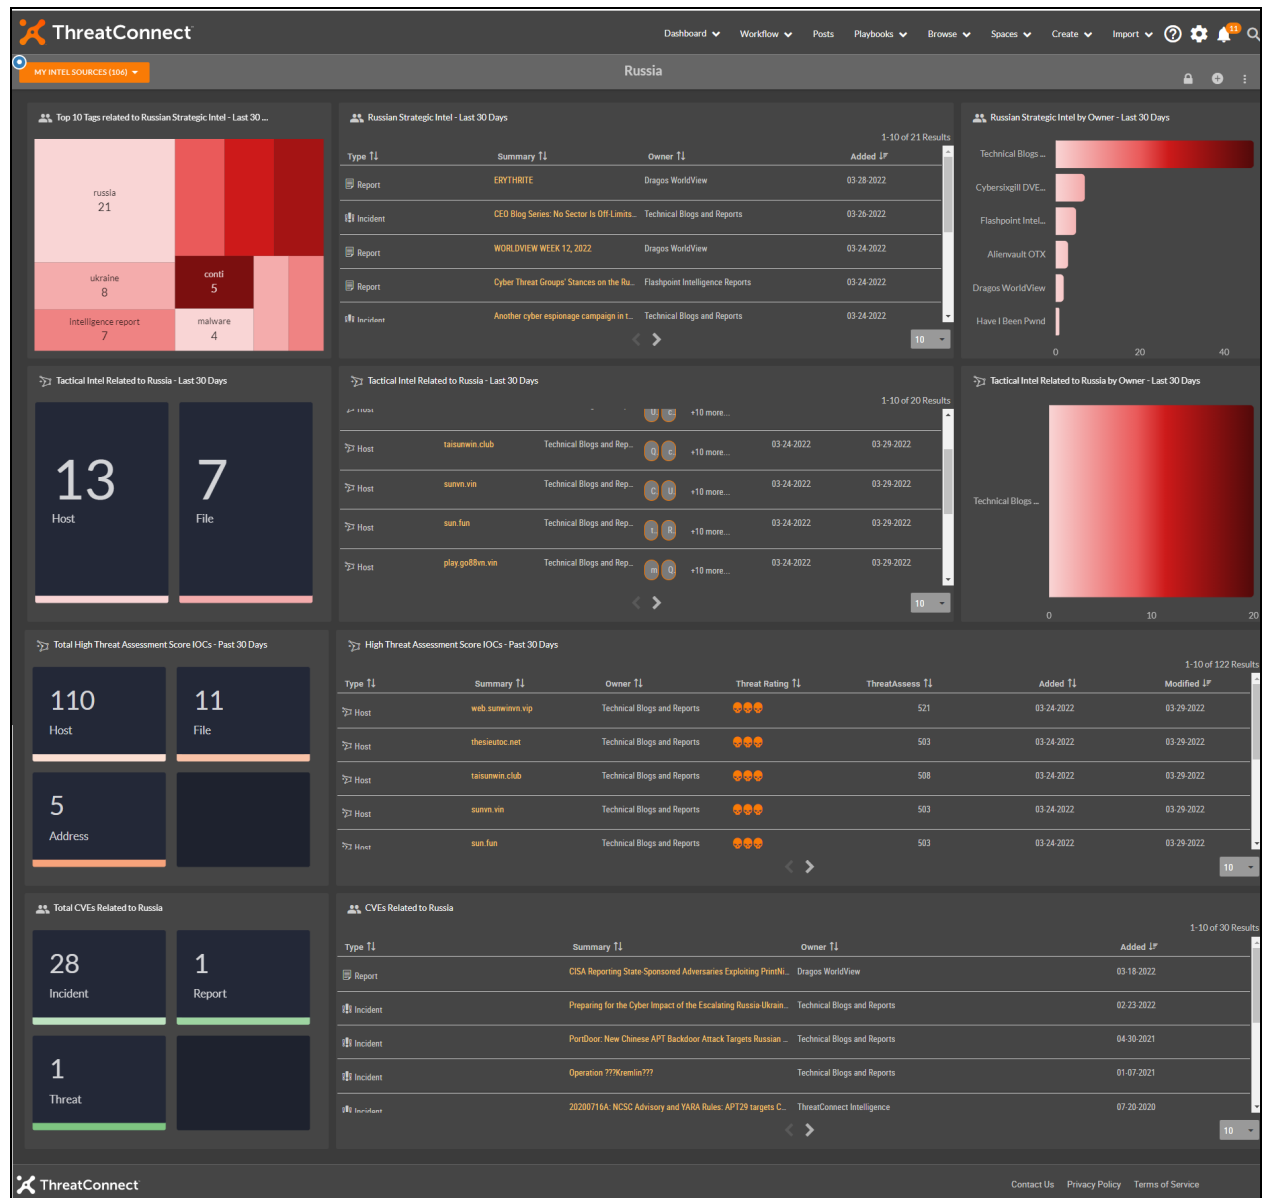 ThreatConnect
Dashboard Workflow Posts Playbooks Browse Spaces Create Import 11
MY INTEL SOURCES (106) Russia
Top 10 Tags related to Russian Strategic Intel - Last 30 ...
russia
21
ukraine
8
conti
5
Intelligence report
7
malware
4
Russian Strategic Intel - Last 30 Days
1-10 of 21 Results
Type Summary Owner Added
Report ERYTHRITE Dragos WorldView 03-28-2022
Incident CEO Blog Series: No Sector Is Off-Limits... Technical Blogs and Reports 03-26-2022
Report WORLDVIEW WEEK 12, 2022 Dragos WorldView 03-24-2022
Report Cyber Threat Groups' Stances on the Ru... Flashpoint Intelligence Reports 03-24-2022
Incident Another cyber espionage campaign in t... Technical Blogs and Reports 03-24-2022
10
Russian Strategic Intel by Owner - Last 30 Days
Technical Blogs ...
Cybersixgill DVE...
Flashpoint Intel...
Alienvault OTX
Dragos WorldView
Have I Been Pwnd
0 20 40
Tactical Intel Related to Russia - Last 30 Days
13
Host
7
File
Tactical Intel Related to Russia - Last 30 Days
1-10 of 20 Results
Host U. c. +10 more...
Host taisunwin.club Technical Blogs and Rep... Q c. +10 more... 03-24-2022 03-29-2022
Host sunvn.vin Technical Blogs and Rep... C U. +10 more... 03-24-2022 03-29-2022
Host sun.fun Technical Blogs and Rep... t. R. +10 more... 03-24-2022 03-29-2022
Host play.go88vn.vin Technical Blogs and Rep... m Q. +10 more... 03-24-2022 03-29-2022
10
Tactical Intel Related to Russia by Owner - Last 30 Days
Technical Blogs ...
0 10 20
Total High Threat Assessment Score IOCs - Past 30 Days
110
Host
11
File
5
Address
High Threat Assessment Score IOCs - Past 30 Days
1-10 of 122 Results
Type Summary Owner Threat Rating ThreatAssess Added Modified
Host web.sunwinvn.vip Technical Blogs and Reports 521 03-24-2022 03-29-2022
Host thesieutoc.net Technical Blogs and Reports 503 03-24-2022 03-29-2022
Host taisunwin.club Technical Blogs and Reports 508 03-24-2022 03-29-2022
Host sunvn.vin Technical Blogs and Reports 503 03-24-2022 03-29-2022
Host sun.fun Technical Blogs and Reports 503 03-24-2022 03-29-2022
10
Total CVEs Related to Russia
28
Incident
1
Report
1
Threat
CVEs Related to Russia
1-10 of 30 Results
Type Summary Owner Added
Report CISA Reporting State-Sponsored Adversaries Exploiting PrintNi... Dragos WorldView 03-18-2022
Incident Preparing for the Cyber Impact of the Escalating Russia-Ukrain... Technical Blogs and Reports 02-23-2022
Incident PortDoor: New Chinese APT Backdoor Attack Targets Russian ... Technical Blogs and Reports 04-30-2021
Incident Operation ???Kremlin??? Technical Blogs and Reports 01-07-2021
Incident 20200716A: NCSC Advisory and YARA Rules: APT29 targets C... ThreatConnect Intelligence 07-20-2020
10
ThreatConnect
Contact Us Privacy Policy Terms of Service